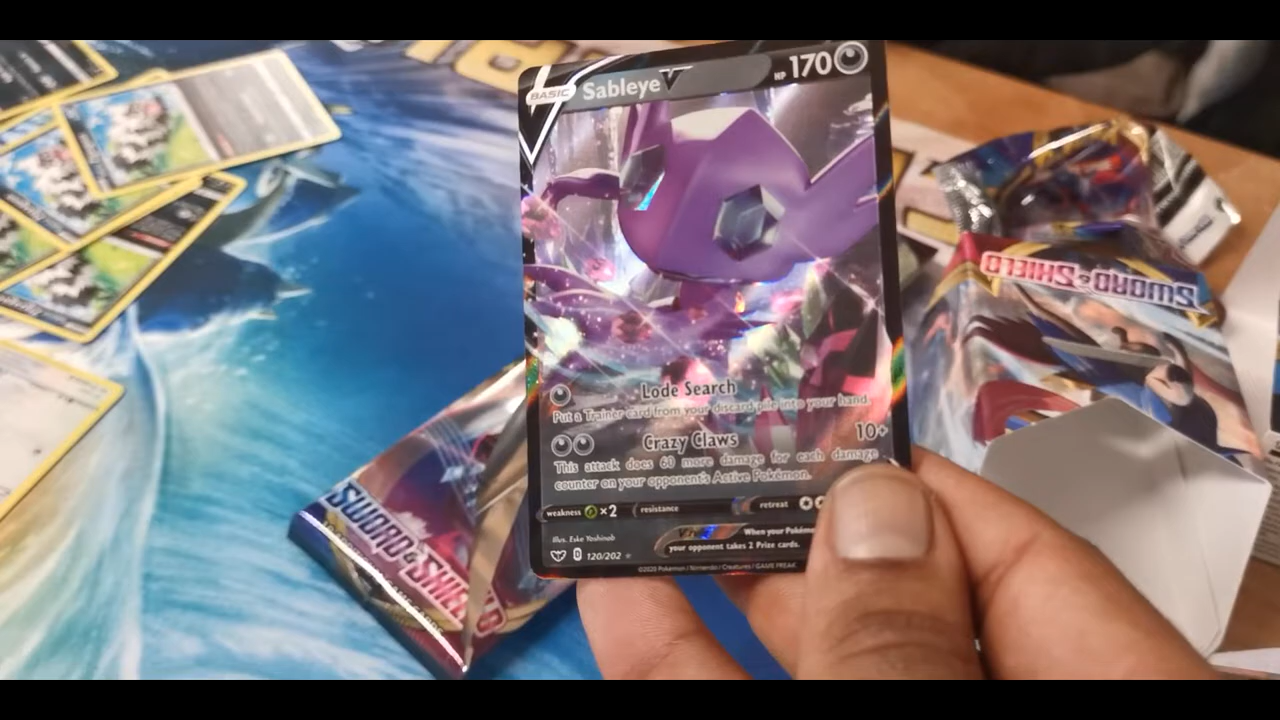 BASIC
Sableye V
HP 170
Lode Search
Put a Trainer card from your discard pile into your hand.
Crazy Claws 10+
This attack does 60 more damage for each damage
counter on your opponent's Active Pokémon.
weakness ×2 resistance retreat
Illus. Eske Yoshinob
When your Pokémo
your opponent takes 2 Prize cards.
120/202
©2020 Pokémon / Nintendo / Creatures / GAME FREAK
SWORD & SHIELD
SWORD & SHIELD